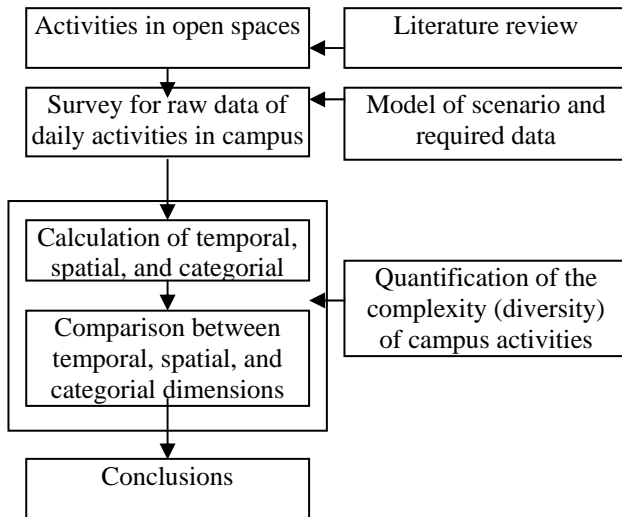 Activities in open spaces
Literature review
Survey for raw data of
daily activities in campus
Model of scenario and
required data
Calculation of temporal,
spatial, and categorial
Quantification of the
complexity (diversity)
of campus activities
Comparison between
temporal, spatial, and
categorial dimensions
Conclusions